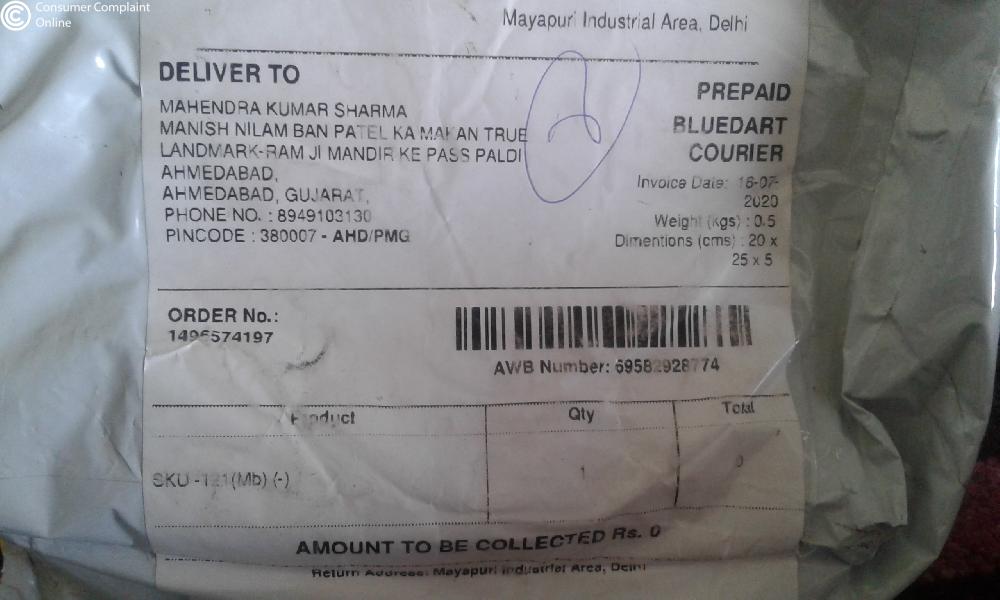 Consumer Complaint
Online
Mayapuri Industrial Area, Delhi
DELIVER TO
MAHENDRA KUMAR SHARMA
MANISH NILAM BAN PATEL KA MAKAN TRUE
LANDMARK-RAM JI MANDIR KE PASS PALDI
AHMEDABAD,
AHMEDABAD, GUJARAT,
PHONE NO. : 8949103130
PINCODE : 380007 - AHD/PMG
PREPAID
BLUEDART
COURIER
Invoice Date: 16-07-
2020
Weight (kgs) : 0.5
Dimentions (cms) : 20 x
25 x 5
ORDER No.:
1496574197
AWB Number: 69582928774
Product Qty Total
SKU -121(Mb) (-) 1 0
AMOUNT TO BE COLLECTED Rs. 0
Return Address: Mayapuri Industrial Area, Delhi